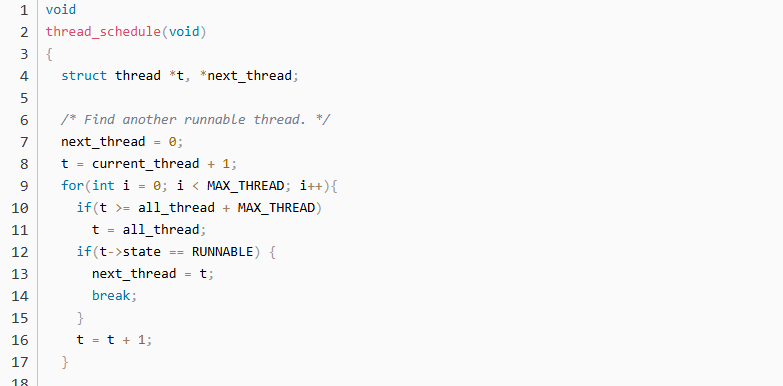 1 void
2 thread_schedule(void)
3 {
4   struct thread *t, *next_thread;
5
6   /* Find another runnable thread. */
7   next_thread = 0;
8   t = current_thread + 1;
9   for(int i = 0; i < MAX_THREAD; i++){
10     if(t >= all_thread + MAX_THREAD)
11       t = all_thread;
12     if(t->state == RUNNABLE) {
13       next_thread = t;
14       break;
15     }
16     t = t + 1;
17   }
18